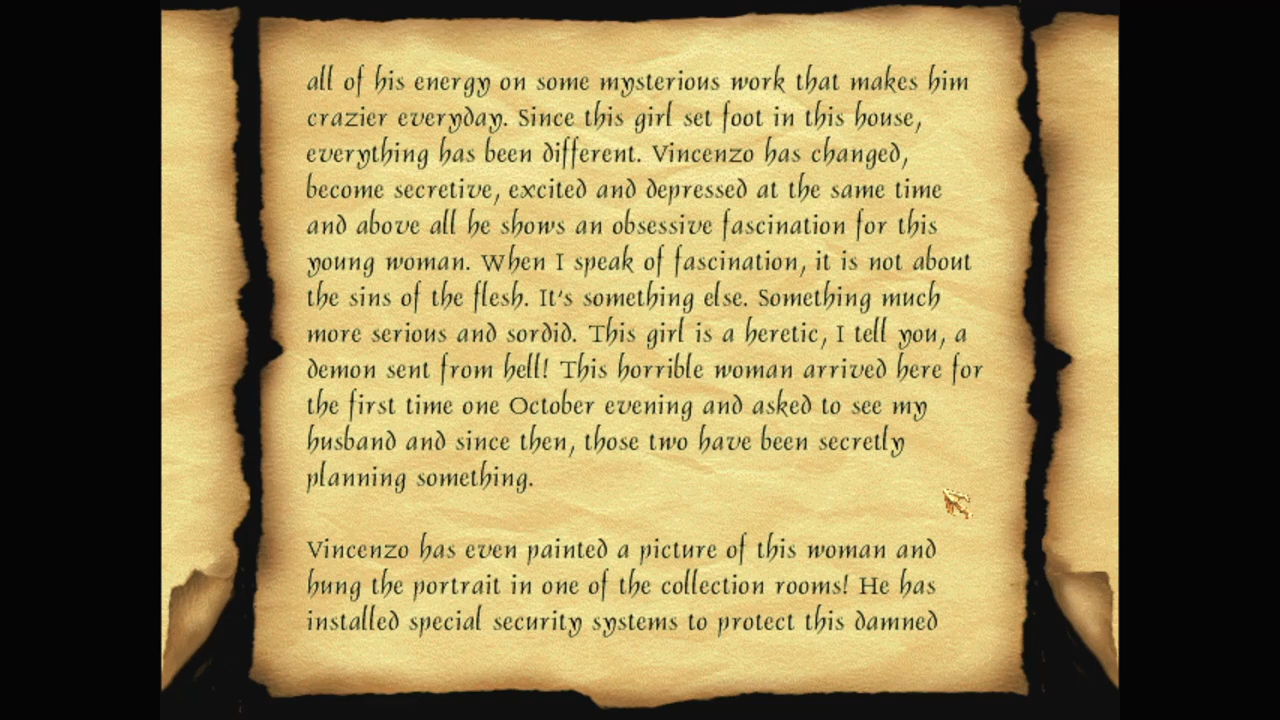 all of his energy on some mysterious work that makes him
crazier everyday. Since this girl set foot in this house,
everything has been different. Vincenzo has changed,
become secretive, excited and depressed at the same time
and above all he shows an obsessive fascination for this
young woman. When I speak of fascination, it is not about
the sins of the flesh. It's something else. Something much
more serious and sordid. This girl is a heretic, I tell you, a
demon sent from hell! This horrible woman arrived here for
the first time one October evening and asked to see my
husband and since then, those two have been secretly
planning something.
Vincenzo has even painted a picture of this woman and
hung the portrait in one of the collection rooms! He has
installed special security systems to protect this damned